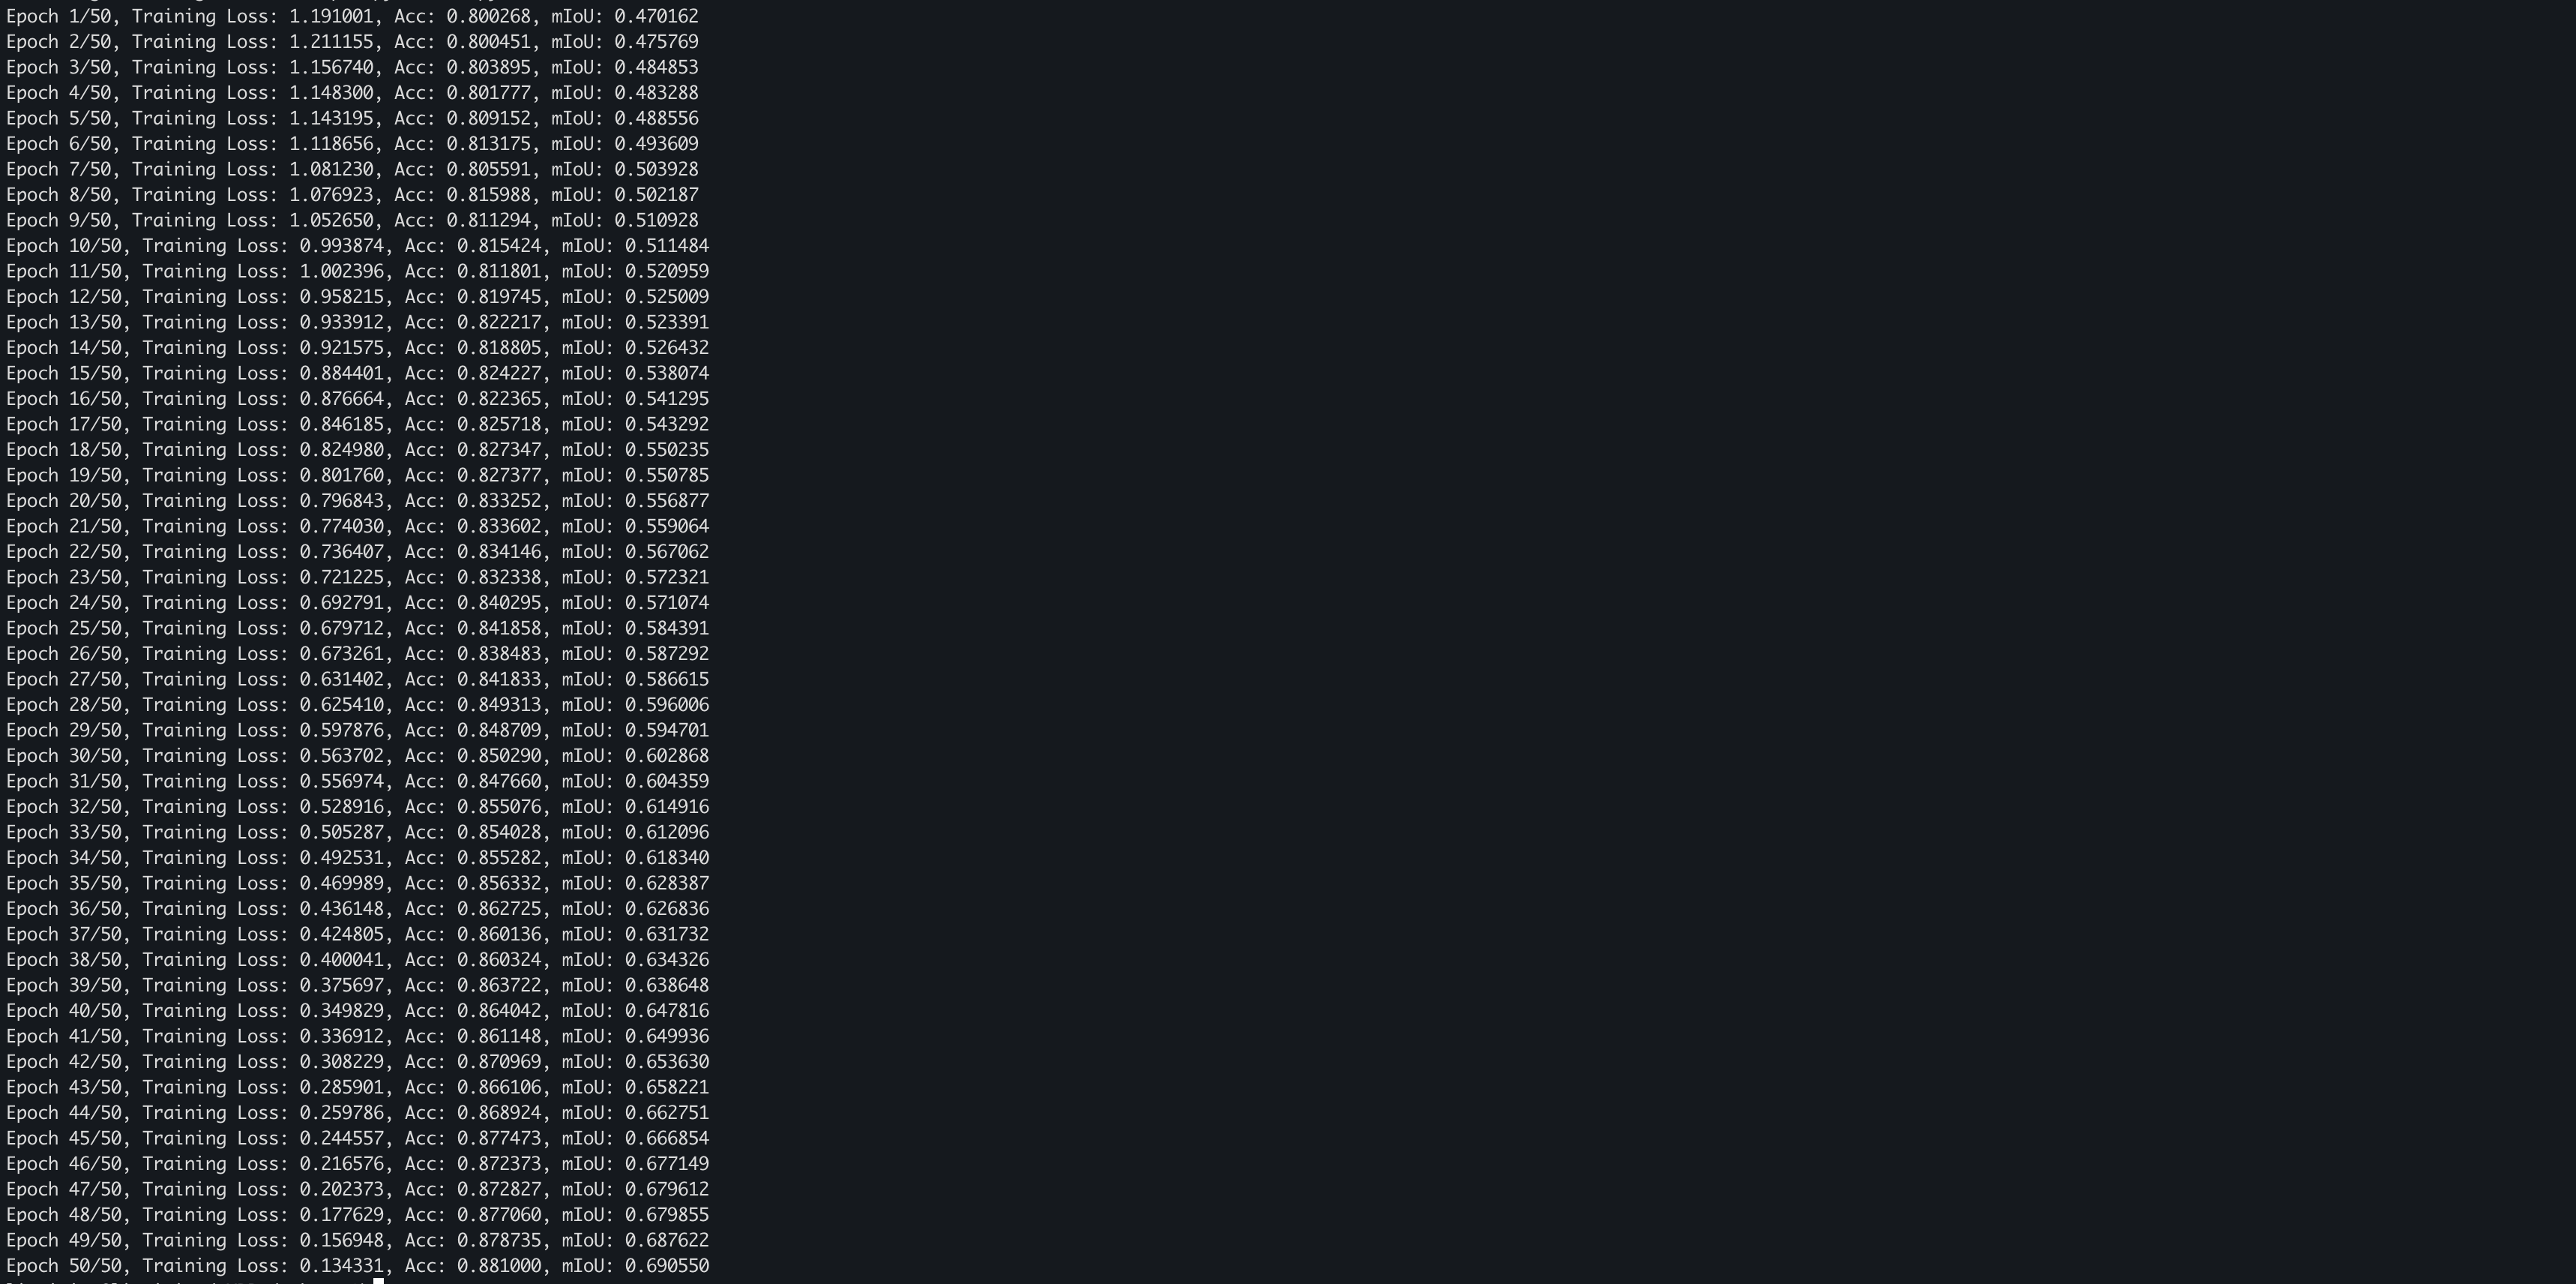 Epoch 1/50, Training Loss: 1.191001, Acc: 0.800268, mIoU: 0.470162
Epoch 2/50, Training Loss: 1.211155, Acc: 0.800451, mIoU: 0.475769
Epoch 3/50, Training Loss: 1.156740, Acc: 0.803895, mIoU: 0.484853
Epoch 4/50, Training Loss: 1.148300, Acc: 0.801777, mIoU: 0.483288
Epoch 5/50, Training Loss: 1.143195, Acc: 0.809152, mIoU: 0.488556
Epoch 6/50, Training Loss: 1.118656, Acc: 0.813175, mIoU: 0.493609
Epoch 7/50, Training Loss: 1.081230, Acc: 0.805591, mIoU: 0.503928
Epoch 8/50, Training Loss: 1.076923, Acc: 0.815988, mIoU: 0.502187
Epoch 9/50, Training Loss: 1.052650, Acc: 0.811294, mIoU: 0.510928
Epoch 10/50, Training Loss: 0.993874, Acc: 0.815424, mIoU: 0.511484
Epoch 11/50, Training Loss: 1.002396, Acc: 0.811801, mIoU: 0.520959
Epoch 12/50, Training Loss: 0.958215, Acc: 0.819745, mIoU: 0.525009
Epoch 13/50, Training Loss: 0.933912, Acc: 0.822217, mIoU: 0.523391
Epoch 14/50, Training Loss: 0.921575, Acc: 0.818805, mIoU: 0.526432
Epoch 15/50, Training Loss: 0.884401, Acc: 0.824227, mIoU: 0.538074
Epoch 16/50, Training Loss: 0.876664, Acc: 0.822365, mIoU: 0.541295
Epoch 17/50, Training Loss: 0.846185, Acc: 0.825718, mIoU: 0.543292
Epoch 18/50, Training Loss: 0.824980, Acc: 0.827347, mIoU: 0.550235
Epoch 19/50, Training Loss: 0.801760, Acc: 0.827377, mIoU: 0.550785
Epoch 20/50, Training Loss: 0.796843, Acc: 0.833252, mIoU: 0.556877
Epoch 21/50, Training Loss: 0.774030, Acc: 0.833602, mIoU: 0.559064
Epoch 22/50, Training Loss: 0.736407, Acc: 0.834146, mIoU: 0.567062
Epoch 23/50, Training Loss: 0.721225, Acc: 0.832338, mIoU: 0.572321
Epoch 24/50, Training Loss: 0.692791, Acc: 0.840295, mIoU: 0.571074
Epoch 25/50, Training Loss: 0.679712, Acc: 0.841858, mIoU: 0.584391
Epoch 26/50, Training Loss: 0.673261, Acc: 0.838483, mIoU: 0.587292
Epoch 27/50, Training Loss: 0.631402, Acc: 0.841833, mIoU: 0.586615
Epoch 28/50, Training Loss: 0.625410, Acc: 0.849313, mIoU: 0.596006
Epoch 29/50, Training Loss: 0.597876, Acc: 0.848709, mIoU: 0.594701
Epoch 30/50, Training Loss: 0.563702, Acc: 0.850290, mIoU: 0.602868
Epoch 31/50, Training Loss: 0.556974, Acc: 0.847660, mIoU: 0.604359
Epoch 32/50, Training Loss: 0.528916, Acc: 0.855076, mIoU: 0.614916
Epoch 33/50, Training Loss: 0.505287, Acc: 0.854028, mIoU: 0.612096
Epoch 34/50, Training Loss: 0.492531, Acc: 0.855282, mIoU: 0.618340
Epoch 35/50, Training Loss: 0.469989, Acc: 0.856332, mIoU: 0.628387
Epoch 36/50, Training Loss: 0.436148, Acc: 0.862725, mIoU: 0.626836
Epoch 37/50, Training Loss: 0.424805, Acc: 0.860136, mIoU: 0.631732
Epoch 38/50, Training Loss: 0.400041, Acc: 0.860324, mIoU: 0.634326
Epoch 39/50, Training Loss: 0.375697, Acc: 0.863722, mIoU: 0.638648
Epoch 40/50, Training Loss: 0.349829, Acc: 0.864042, mIoU: 0.647816
Epoch 41/50, Training Loss: 0.336912, Acc: 0.861148, mIoU: 0.649936
Epoch 42/50, Training Loss: 0.308229, Acc: 0.870969, mIoU: 0.653630
Epoch 43/50, Training Loss: 0.285901, Acc: 0.866106, mIoU: 0.658221
Epoch 44/50, Training Loss: 0.259786, Acc: 0.868924, mIoU: 0.662751
Epoch 45/50, Training Loss: 0.244557, Acc: 0.877473, mIoU: 0.666854
Epoch 46/50, Training Loss: 0.216576, Acc: 0.872373, mIoU: 0.677149
Epoch 47/50, Training Loss: 0.202373, Acc: 0.872827, mIoU: 0.679612
Epoch 48/50, Training Loss: 0.177629, Acc: 0.877060, mIoU: 0.679855
Epoch 49/50, Training Loss: 0.156948, Acc: 0.878735, mIoU: 0.687622
Epoch 50/50, Training Loss: 0.134331, Acc: 0.881000, mIoU: 0.690550